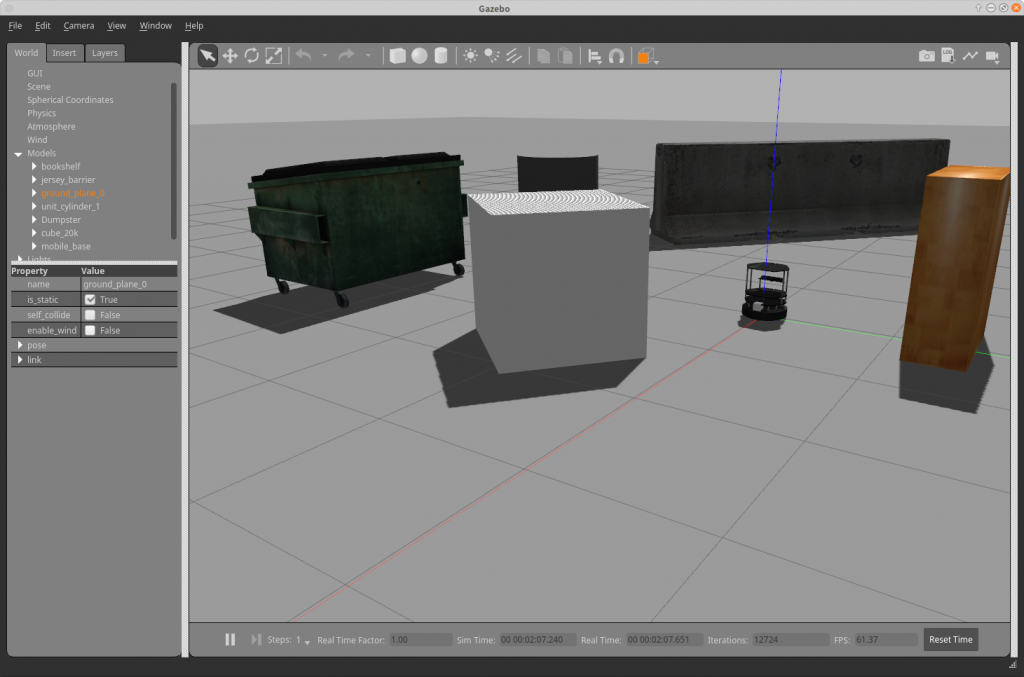 Gazebo
File Edit Camera View Window Help
World Insert Layers
GUI
Scene
Spherical Coordinates
Physics
Atmosphere
Wind
Models
bookshelf
jersey_barrier
ground_plane_0
unit_cylinder_1
Dumpster
cube_20k
mobile_base
Lights
Property Value
name ground_plane_0
is_static True
self_collide False
enable_wind False
pose
link
LOG
Steps: 1 Real Time Factor: 1.00 Sim Time: 00 00:02:07.240 Real Time: 00 00:02:07.651 Iterations: 12724 FPS: 61.37 Reset Time